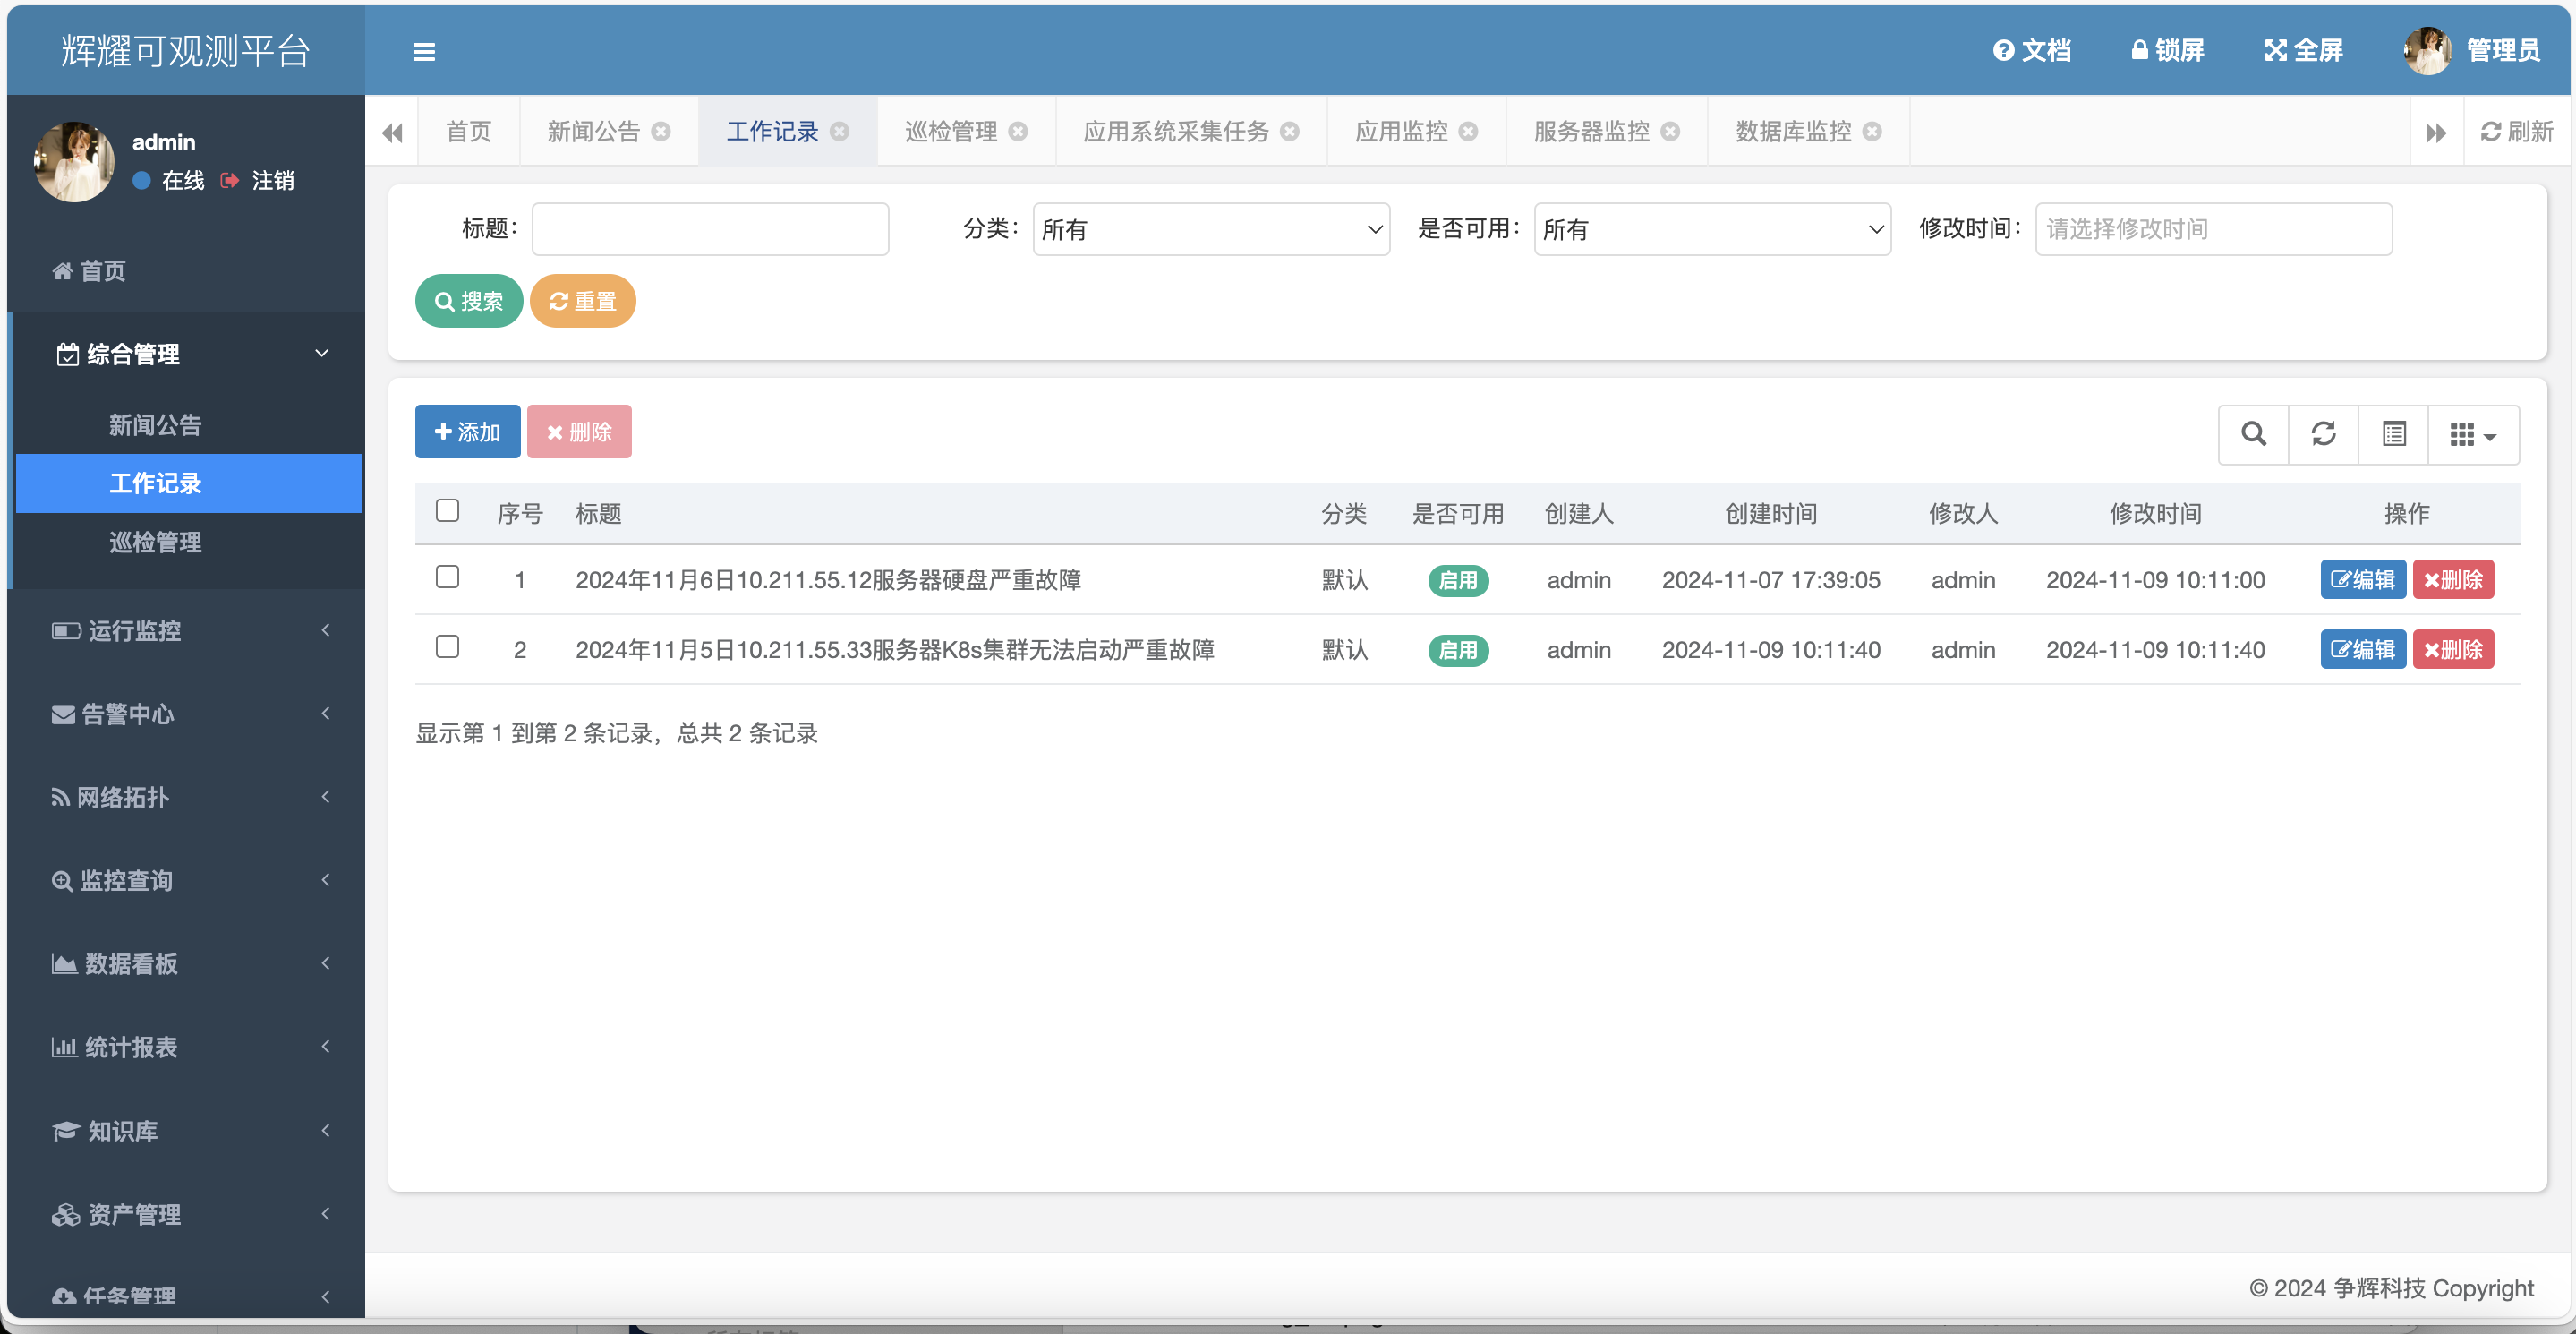 辉耀可观测平台
文档 锁屏 全屏 管理员
admin
在线 注销
首页 新闻公告 工作记录 巡检管理 应用系统采集任务 应用监控 服务器监控 数据库监控 刷新
标题： 分类： 所有 是否可用： 所有 修改时间： 请选择修改时间
搜索 重置
首页
综合管理
新闻公告
工作记录
巡检管理
运行监控
告警中心
网络拓扑
监控查询
数据看板
统计报表
知识库
资产管理
任务管理
添加 删除
序号 标题 分类 是否可用 创建人 创建时间 修改人 修改时间 操作
1 2024年11月6日10.211.55.12服务器硬盘严重故障 默认 启用 admin 2024-11-07 17:39:05 admin 2024-11-09 10:11:00 编辑 删除
2 2024年11月5日10.211.55.33服务器K8s集群无法启动严重故障 默认 启用 admin 2024-11-09 10:11:40 admin 2024-11-09 10:11:40 编辑 删除
显示第 1 到第 2 条记录，总共 2 条记录
© 2024 争辉科技 Copyright